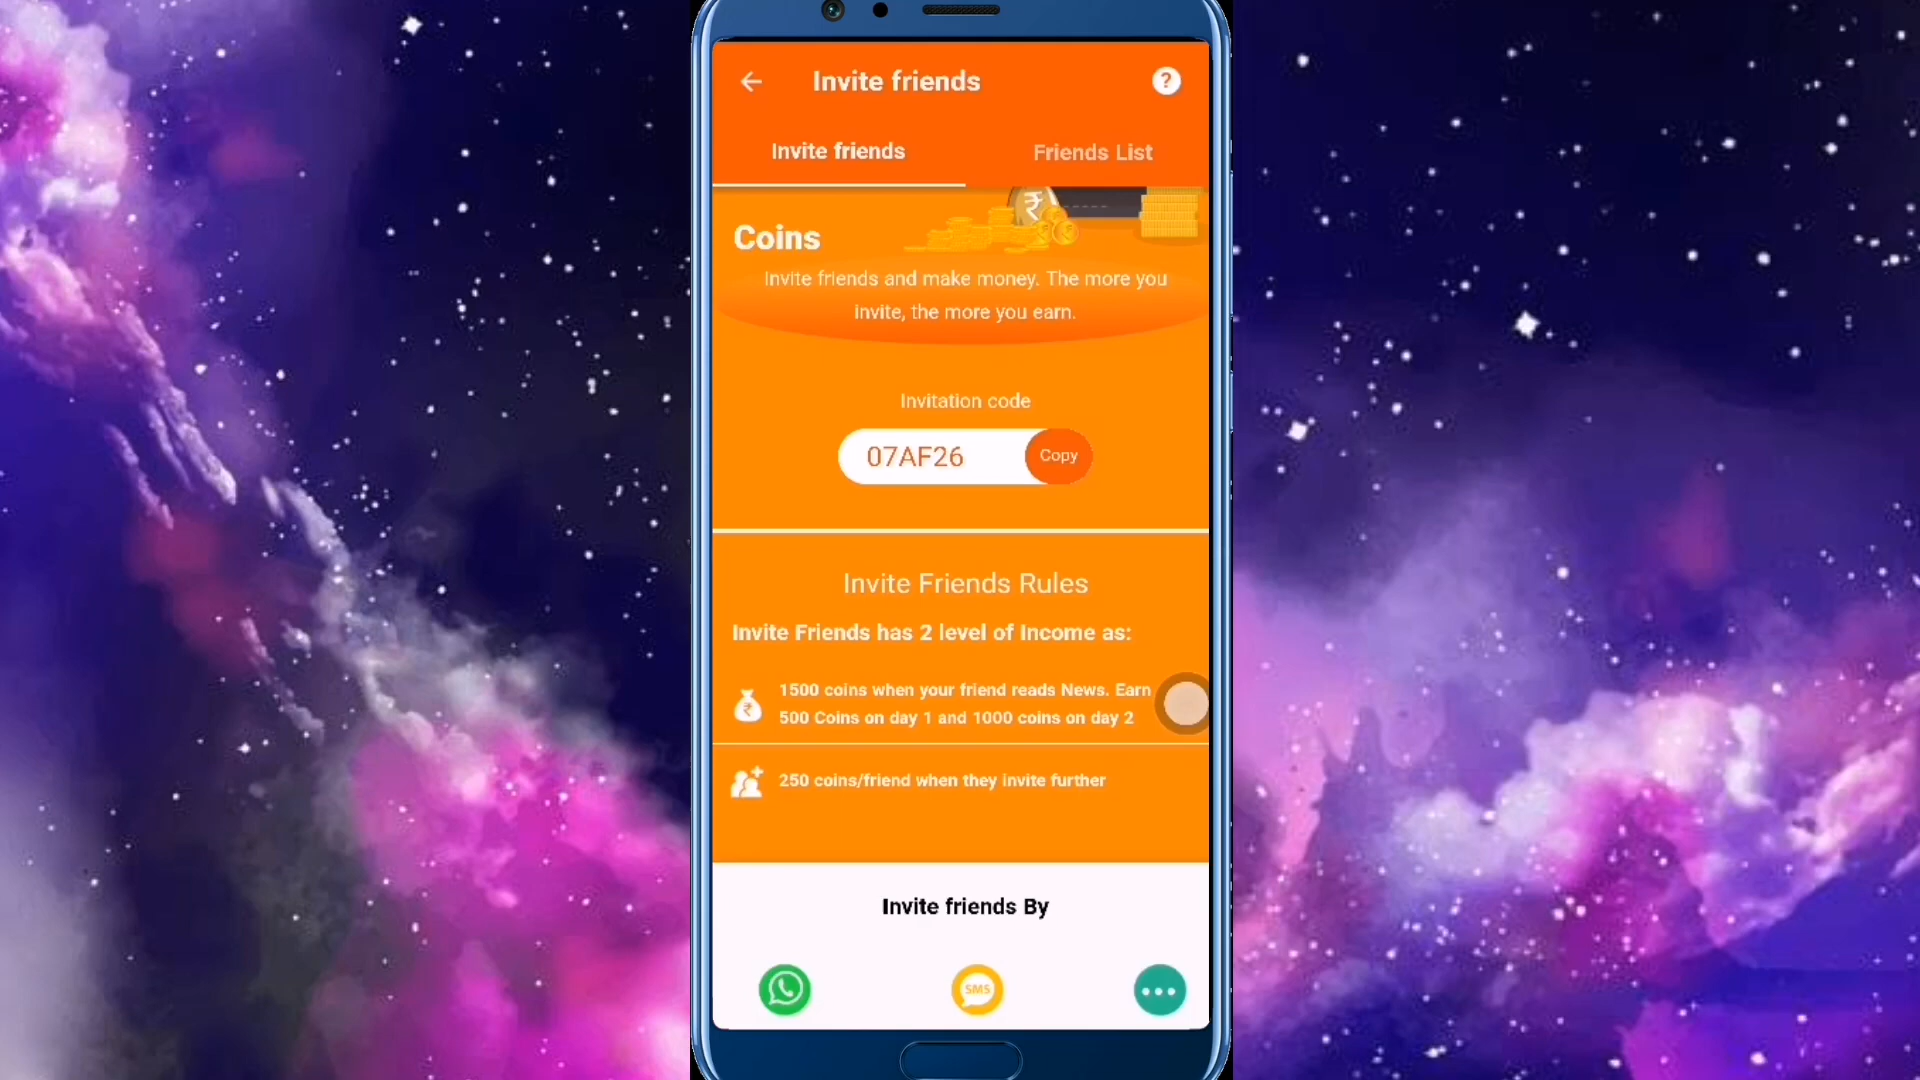 Invite friends
?
Invite friends
Friends List
₹
Coins
Invite friends and make money. The more you
Invite, the more you earn.
Invitation code
07AF26
Copy
Invite Friends Rules
Invite Friends has 2 level of Income as:
1500 coins when your friend reads News. Earn
500 Coins on day 1 and 1000 coins on day 2
₹
250 coins/friend when they invite further
Invite friends By
SMS